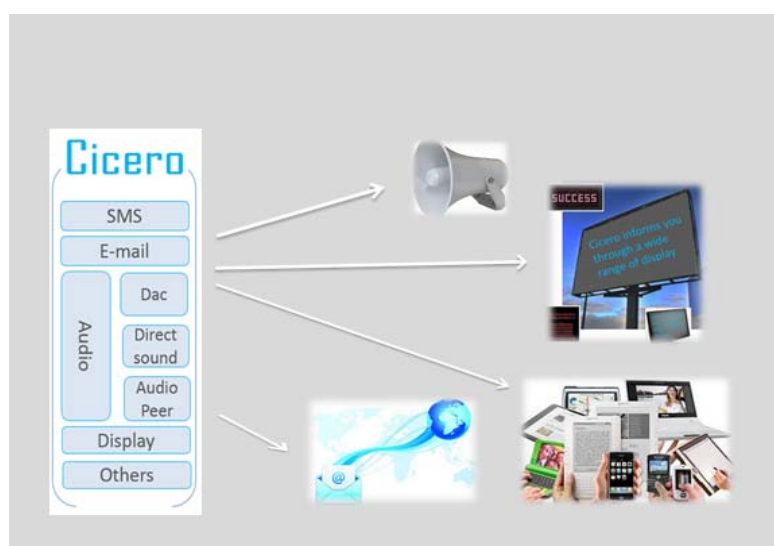 Cicero
SMS
E-mail
Audio
Dac
Direct
sound
Audio
Peer
Display
Others
SUCCESS
Cicero informs you
through a wide
range of display
@